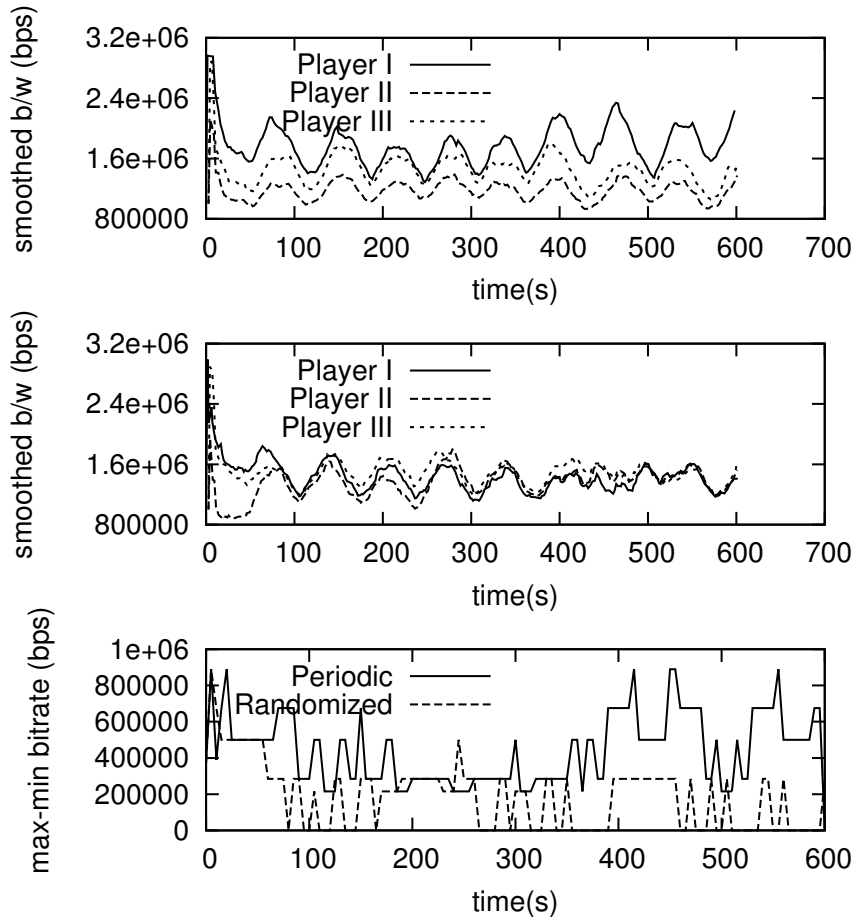 smoothed b/w (bps)
3.2e+06
2.4e+06
1.6e+06
800000
Player I
Player II
Player III
0 100 200 300 400 500 600 700
time(s)
smoothed b/w (bps)
3.2e+06
2.4e+06
1.6e+06
800000
Player I
Player II
Player III
0 100 200 300 400 500 600 700
time(s)
max-min bitrate (bps)
1e+06
800000
600000
400000
200000
0
Periodic
Randomized
0 100 200 300 400 500 600
time(s)